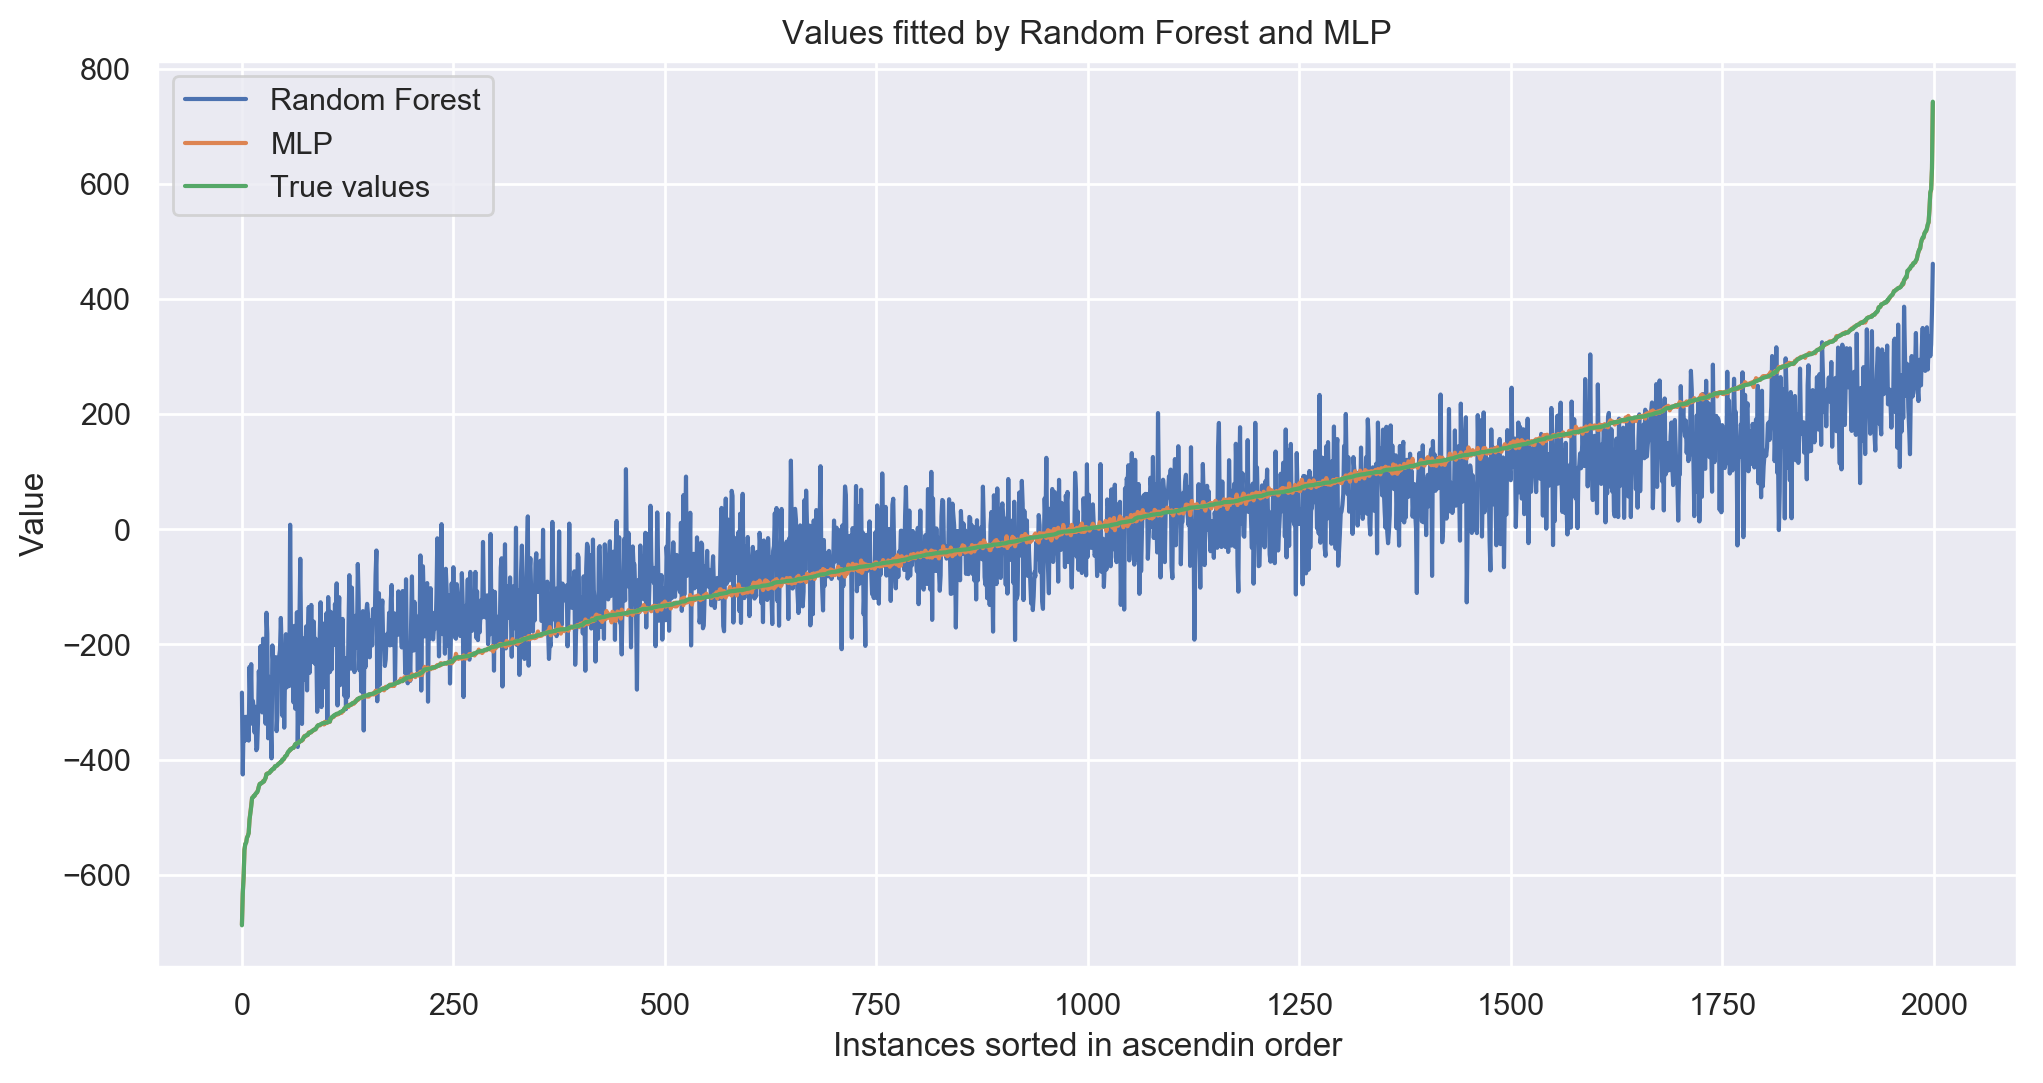 Values fitted by Random Forest and MLP
800
600
400
200
0
−200
−400
−600
Value
Random Forest
MLP
True values
0 250 500 750 1000 1250 1500 1750 2000
Instances sorted in ascendin order